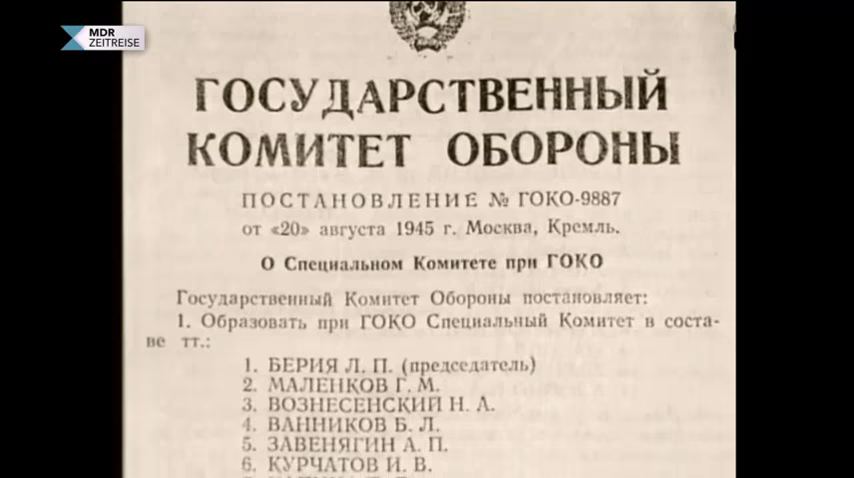 MDR
ZEITREISE
ГОСУДАРСТВЕННЫЙ
КОМИТЕТ ОБОРОНЫ
ПОСТАНОВЛЕНИЕ № ГОКО-9887
от «20» августа 1945 г. Москва, Кремль.
О Специальном Комитете при ГОКО
Государственный Комитет Обороны постановляет:
1. Образовать при ГОКО Специальный Комитет в соста-
ве тт.:
1. БЕРИЯ Л. П. (председатель)
2. МАЛЕНКОВ Г. М.
3. ВОЗНЕСЕНСКИЙ Н. А.
4. ВАННИКОВ Б. Л.
5. ЗАВЕНЯГИН А. П.
6. КУРЧАТОВ И. В.